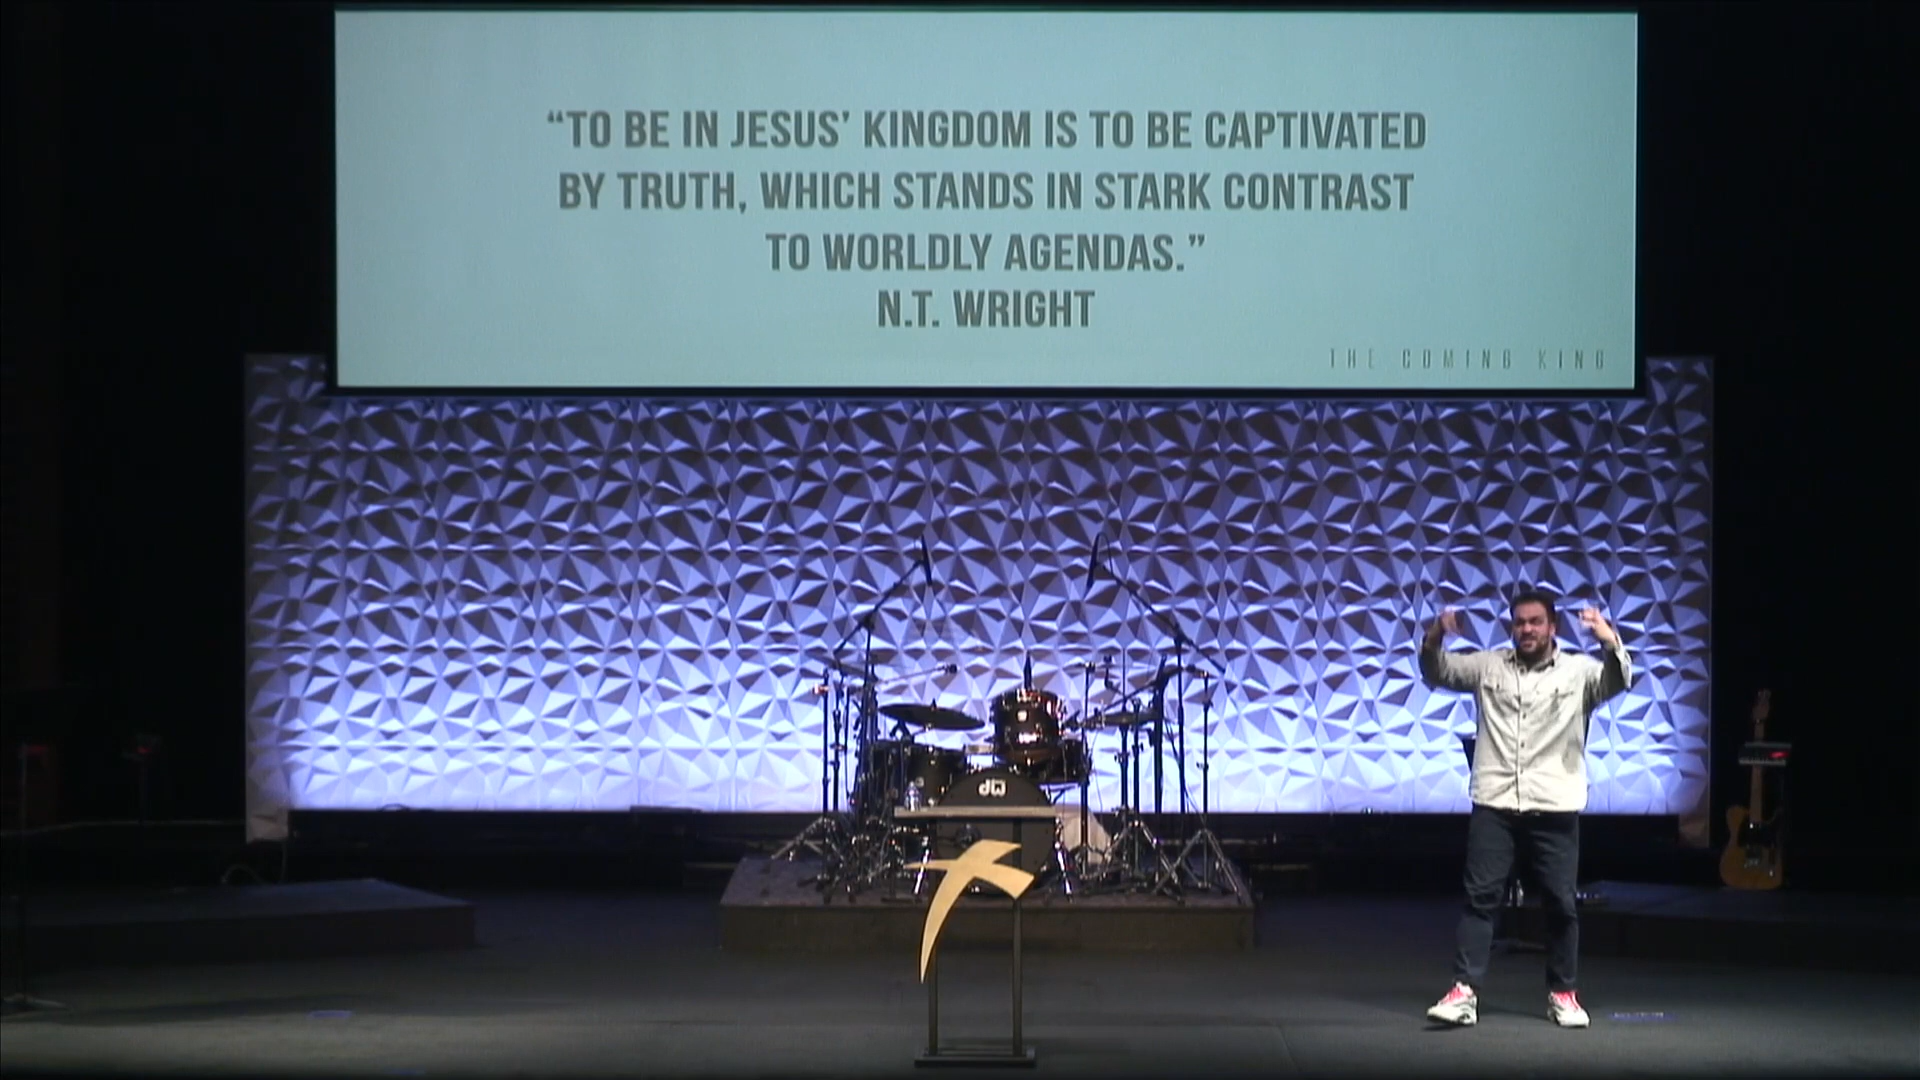 “TO BE IN JESUS’ KINGDOM IS TO BE CAPTIVATED
BY TRUTH, WHICH STANDS IN STARK CONTRAST
TO WORLDLY AGENDAS.”
N.T. WRIGHT
THE COMING KING
dw